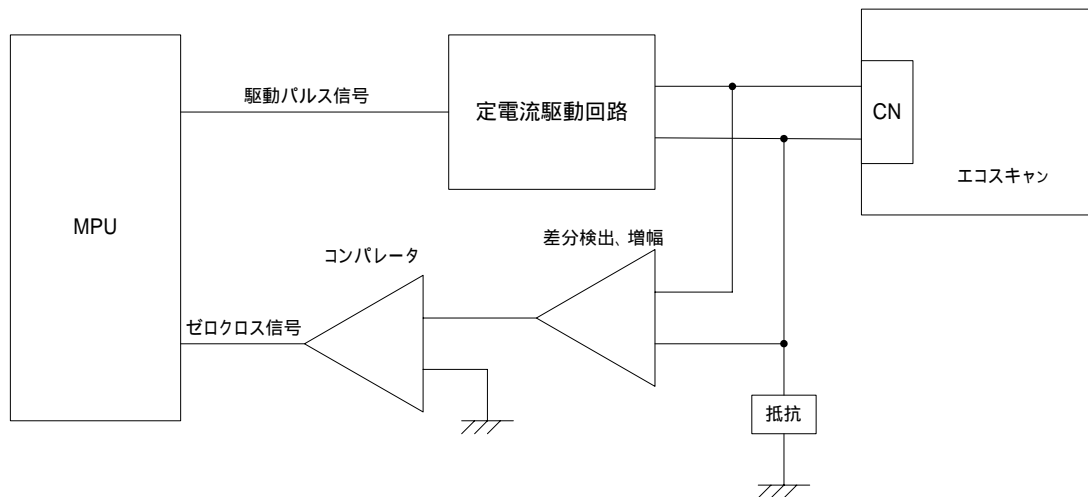 駆動パルス信号
定電流駆動回路
CN
エコスキャン
MPU
差分検出、増幅
コンパレータ
ゼロクロス信号
抵抗